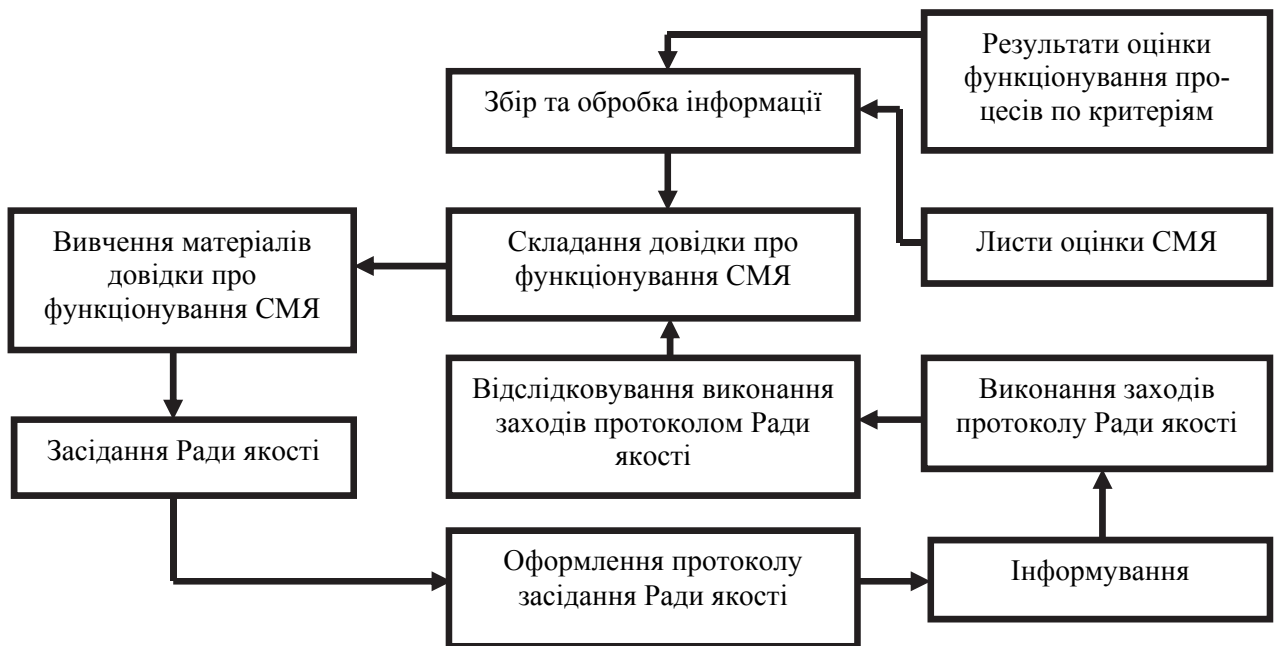 Результати оцінки
функціонування про-
цесів по критеріям
Збір та обробка інформації
Вивчення матеріалів
довідки про
функціонування СМЯ
Складання довідки про
функціонування СМЯ
Листи оцінки СМЯ
Відслідковування виконання
заходів протоколом Ради
якості
Виконання заходів
протоколу Ради якості
Засідання Ради якості
Оформлення протоколу
засідання Ради якості
Інформування